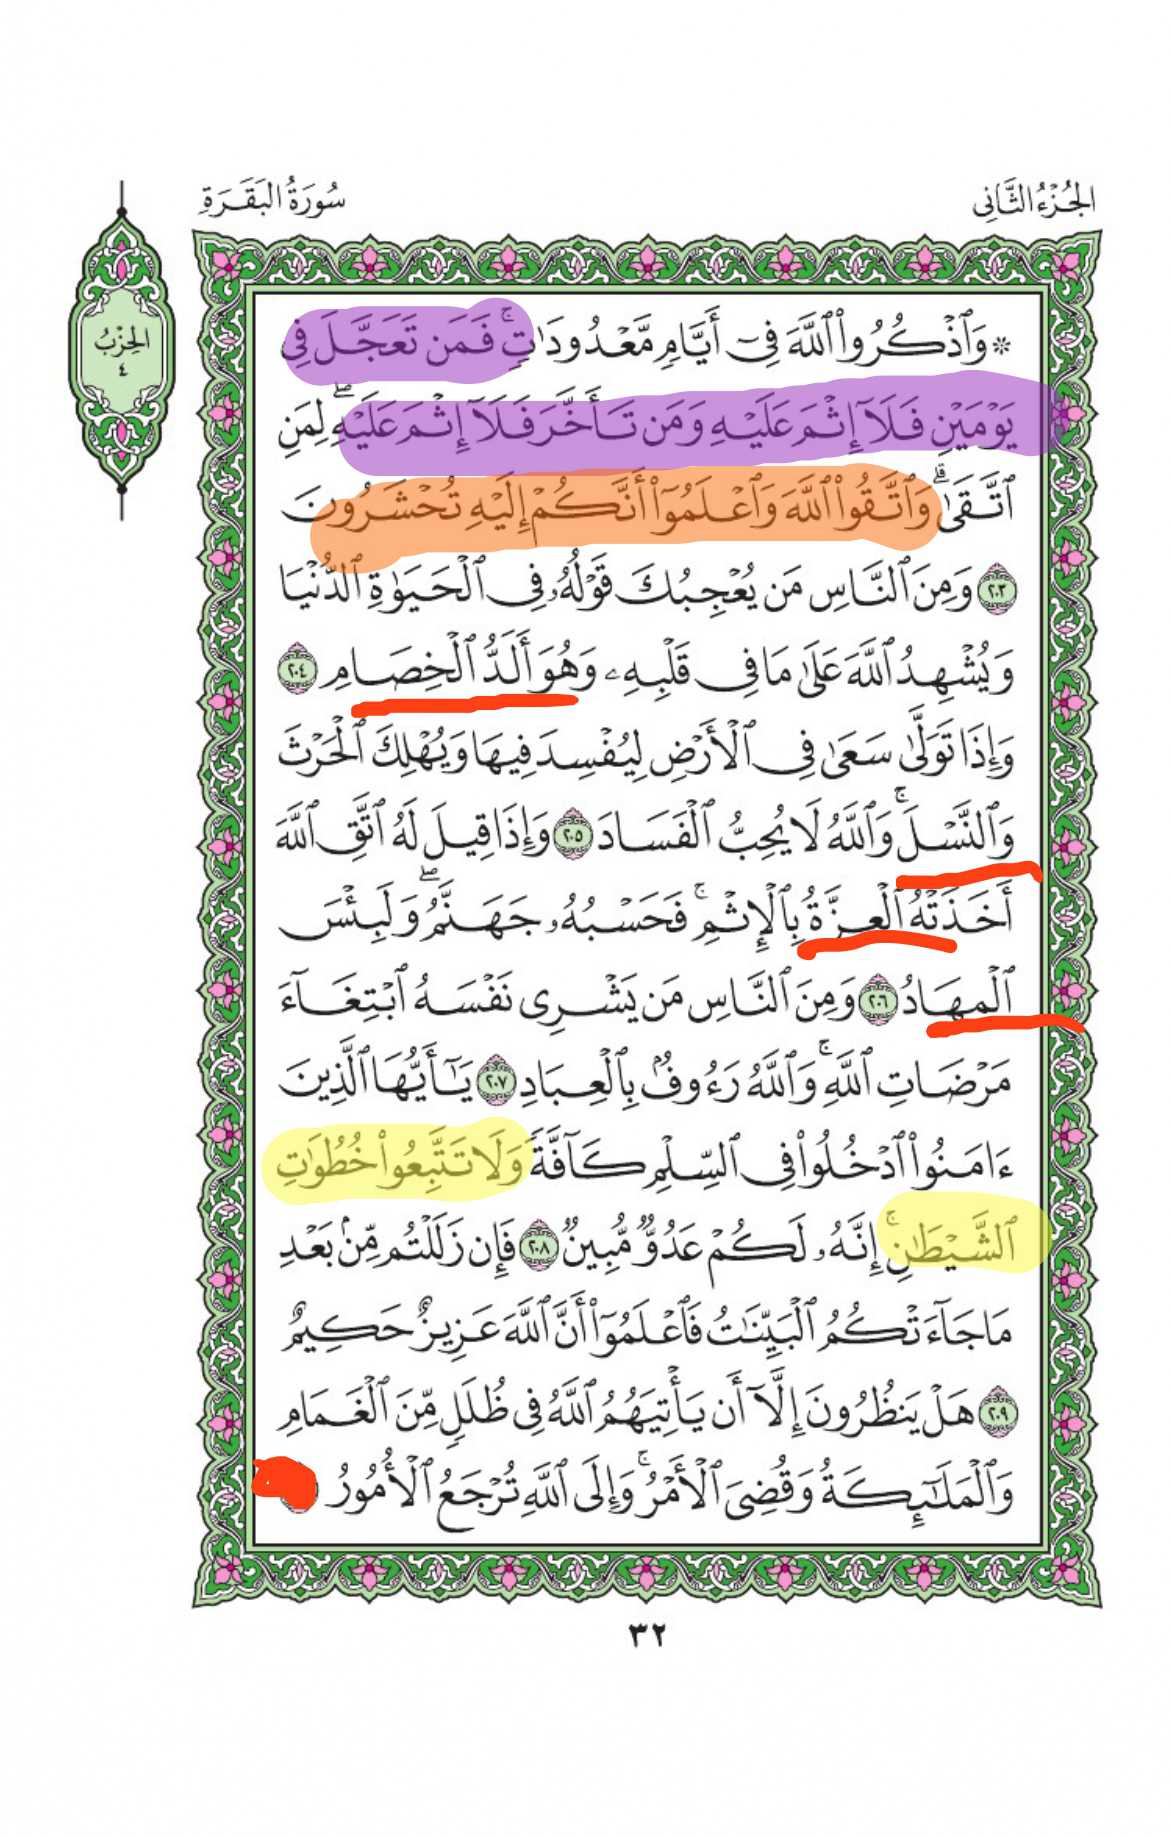 الجُزْءُ الثَّانِى
سُورَةُ البَقَرَةِ
الحِزْبُ
٤
* وَٱذْكُرُوا۟ ٱللَّهَ فِىٓ أَيَّامٍ مَّعْدُودَٰتٍ ۚ فَمَن تَعَجَّلَ فِى
يَوْمَيْنِ فَلَآ إِثْمَ عَلَيْهِ وَمَن تَأَخَّرَ فَلَآ إِثْمَ عَلَيْهِ ۖ لِمَنِ
ٱتَّقَىٰ ۗ وَٱتَّقُوا۟ ٱللَّهَ وَٱعْلَمُوٓا۟ أَنَّكُمْ إِلَيْهِ تُحْشَرُونَ
٢٠٣ وَمِنَ ٱلنَّاسِ مَن يُعْجِبُكَ قَوْلُهُۥ فِى ٱلْحَيَوٰةِ ٱلدُّنْيَا
وَيُشْهِدُ ٱللَّهَ عَلَىٰ مَا فِى قَلْبِهِۦ وَهُوَ أَلَدُّ ٱلْخِصَامِ ٢٠٤
وَإِذَا تَوَلَّىٰ سَعَىٰ فِى ٱلْأَرْضِ لِيُفْسِدَ فِيهَا وَيُهْلِكَ ٱلْحَرْثَ
وَٱلنَّسْلَ ۚ وَٱللَّهُ لَا يُحِبُّ ٱلْفَسَادَ ٢٠٥ وَإِذَا قِيلَ لَهُ ٱتَّقِ ٱللَّهَ
أَخَذَتْهُ ٱلْعِزَّةُ بِٱلْإِثْمِ ۚ فَحَسْبُهُۥ جَهَنَّمُ ۖ وَلَبِئْسَ
ٱلْمِهَادُ ٢٠٦ وَمِنَ ٱلنَّاسِ مَن يَشْرِى نَفْسَهُ ٱبْتِغَآءَ
مَرْضَاتِ ٱللَّهِ ۚ وَٱللَّهُ رَءُوفٌۢ بِٱلْعِبَادِ ٢٠٧ يَـٰٓأَيُّهَا ٱلَّذِينَ
ءَامَنُوا۟ ٱدْخُلُوا۟ فِى ٱلسِّلْمِ كَآفَّةً وَلَا تَتَّبِعُوا۟ خُطُوَٰتِ
ٱلشَّيْطَـٰنِ ۚ إِنَّهُۥ لَكُمْ عَدُوٌّ مُّبِينٌ ٢٠٨ فَإِن زَلَلْتُم مِّنۢ بَعْدِ
مَا جَآءَتْكُمُ ٱلْبَيِّنَـٰتُ فَٱعْلَمُوٓا۟ أَنَّ ٱللَّهَ عَزِيزٌ حَكِيمٌ
٢٠٩ هَلْ يَنظُرُونَ إِلَّآ أَن يَأْتِيَهُمُ ٱللَّهُ فِى ظُلَلٍ مِّنَ ٱلْغَمَامِ
وَٱلْمَلَـٰٓئِكَةُ وَقُضِىَ ٱلْأَمْرُ ۚ وَإِلَى ٱللَّهِ تُرْجَعُ ٱلْأُمُورُ
٣٢